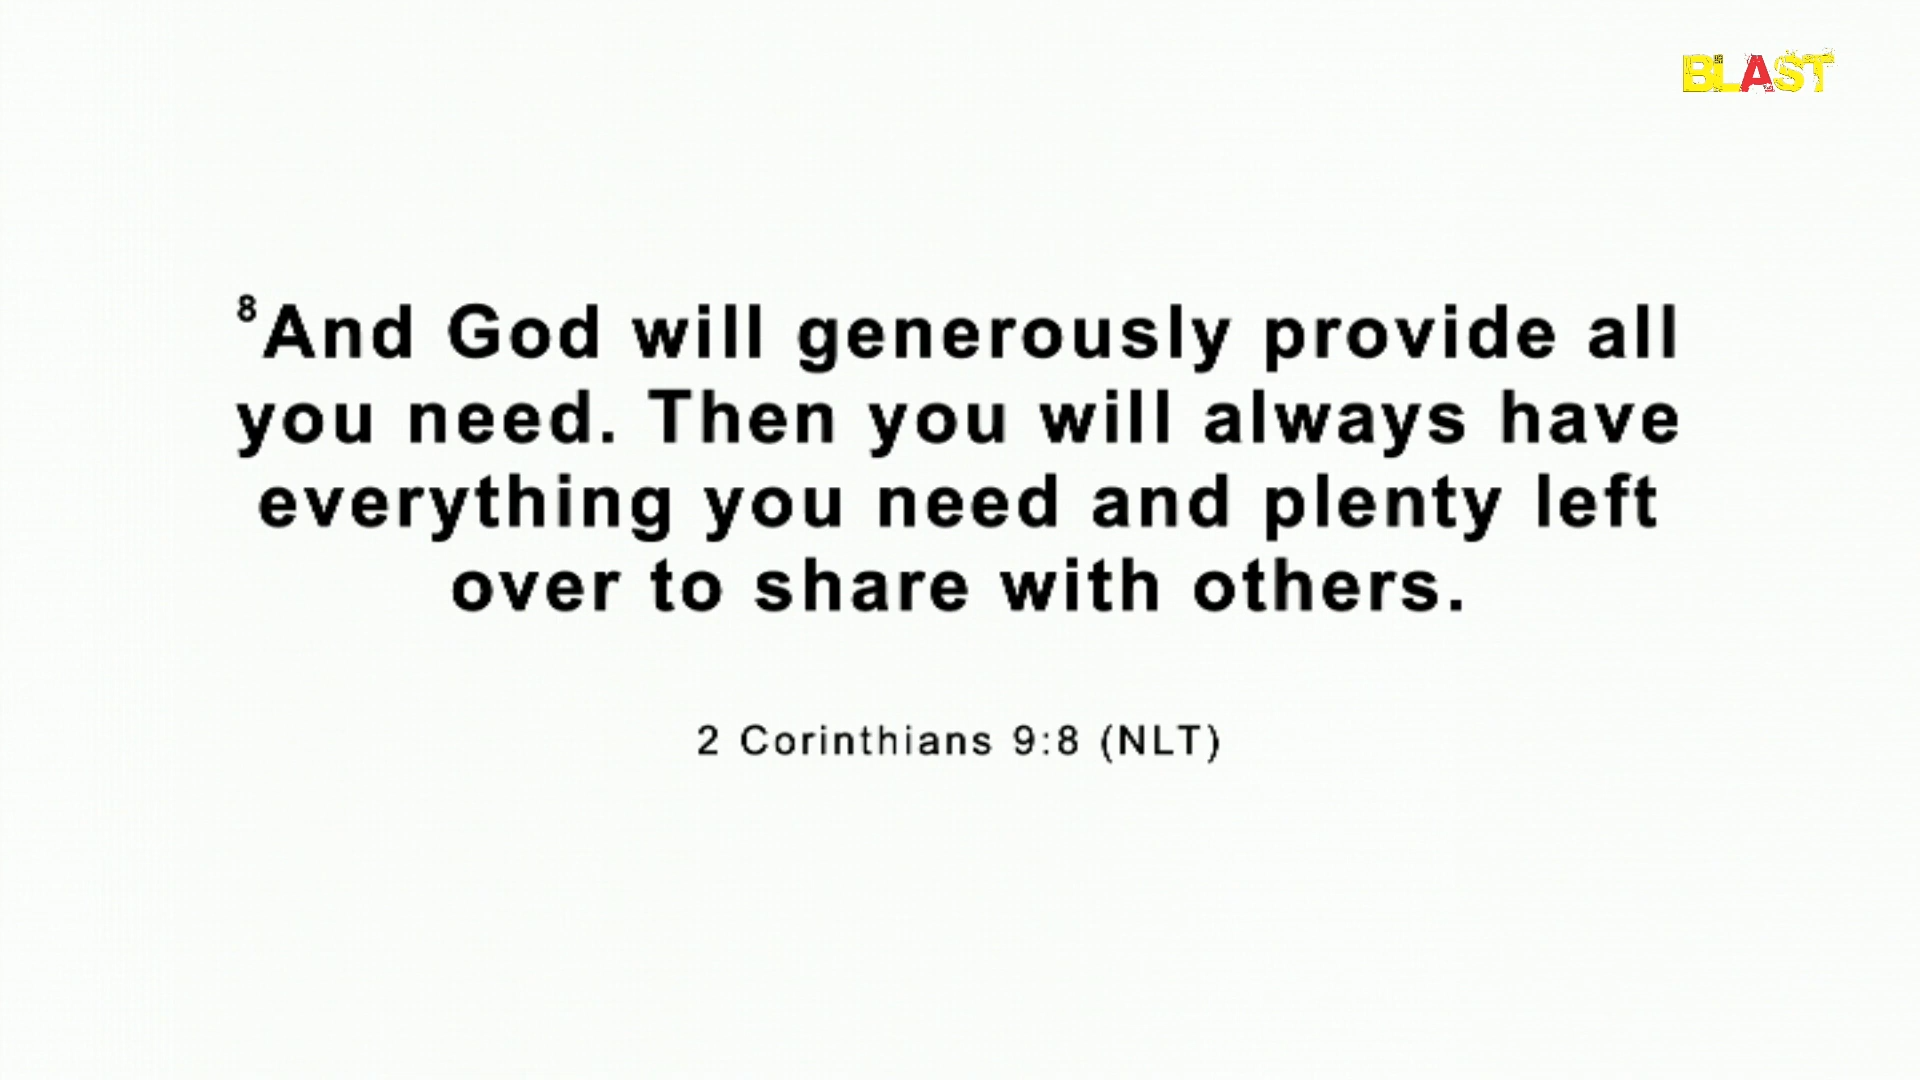 BLAST
⁸And God will generously provide all
you need. Then you will always have
everything you need and plenty left
over to share with others.
2 Corinthians 9:8 (NLT)